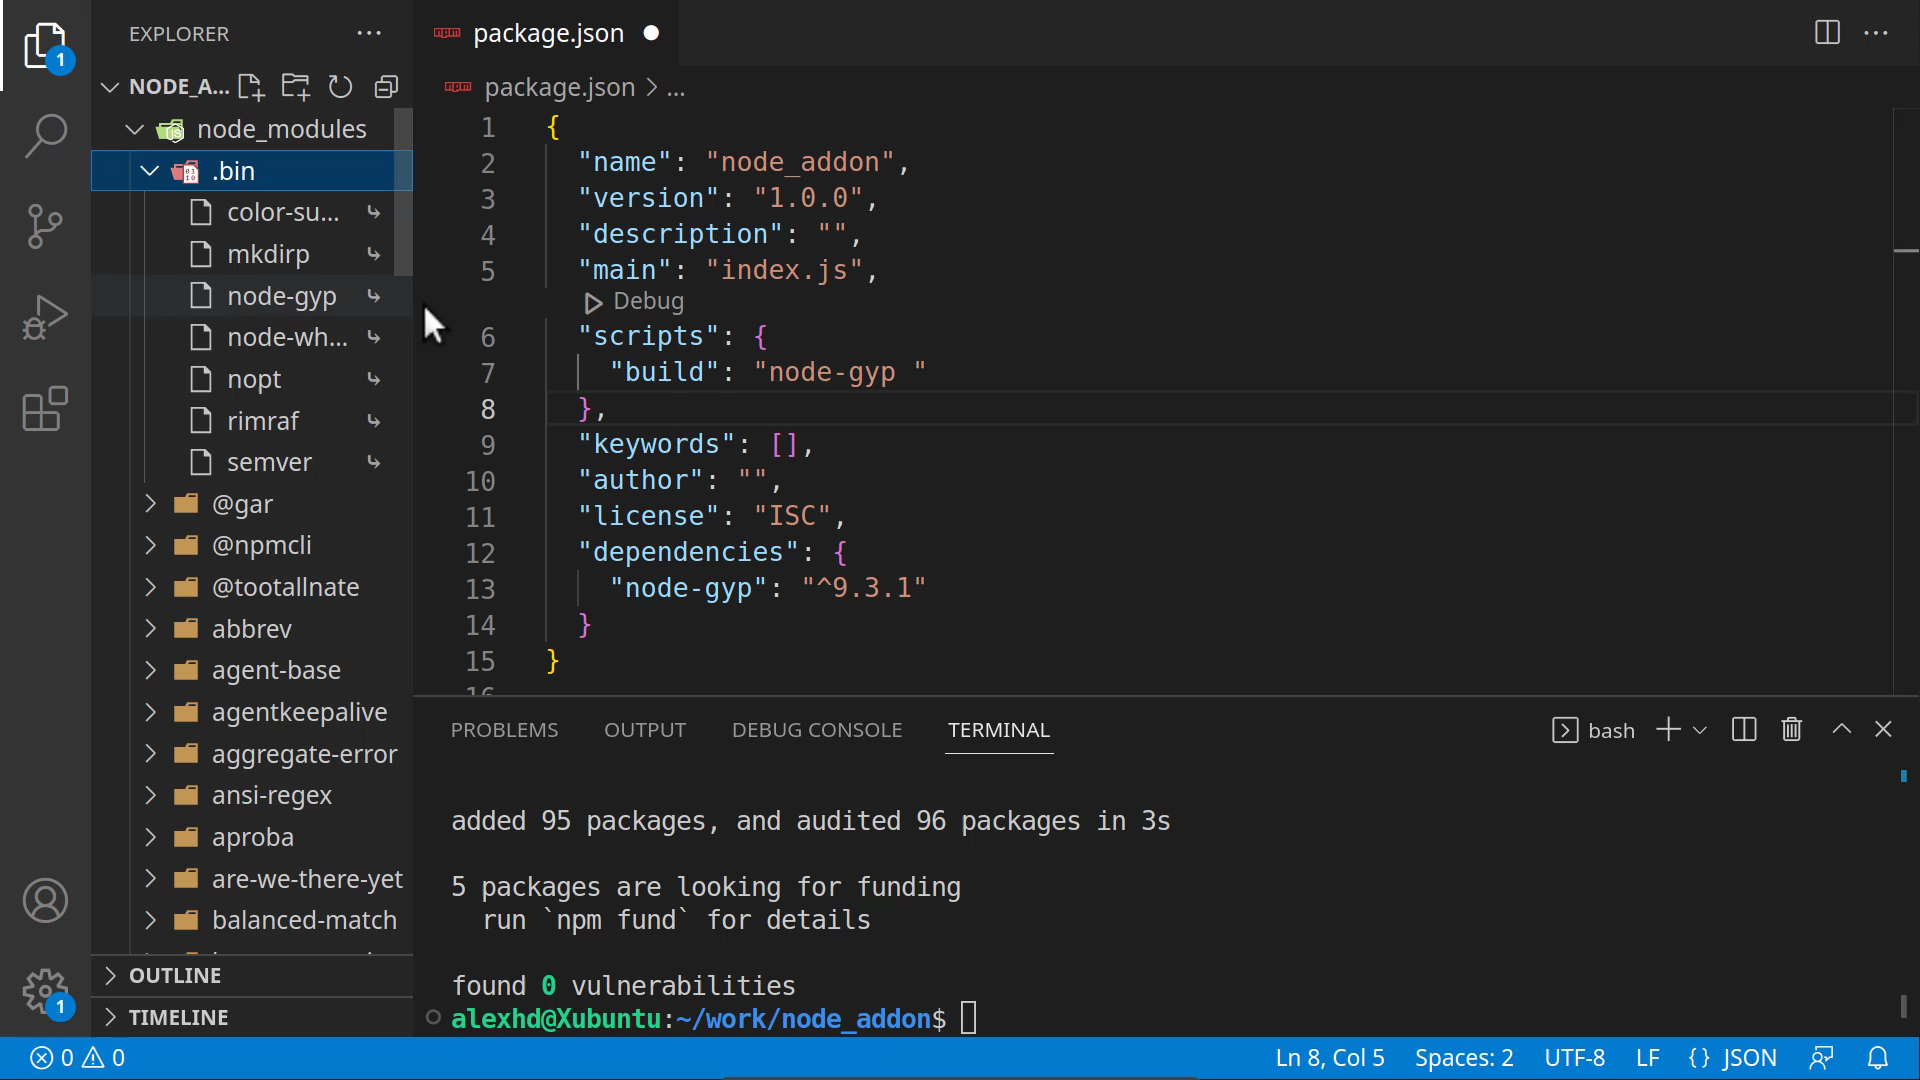 EXPLORER
1
NODE_A...
node_modules
.bin
color-su...
mkdirp
node-gyp
node-wh...
nopt
rimraf
semver
@gar
@npmcli
@tootallnate
abbrev
agent-base
agentkeepalive
aggregate-error
ansi-regex
aproba
are-we-there-yet
balanced-match
OUTLINE
TIMELINE
1
package.json
package.json > ...
1 {
2 "name": "node_addon",
3 "version": "1.0.0",
4 "description": "",
5 "main": "index.js",
Debug
6 "scripts": {
7 "build": "node-gyp "
8 },
9 "keywords": [],
10 "author": "",
11 "license": "ISC",
12 "dependencies": {
13 "node-gyp": "^9.3.1"
14 }
15 }
16
PROBLEMS OUTPUT DEBUG CONSOLE TERMINAL bash
added 95 packages, and audited 96 packages in 3s
5 packages are looking for funding
run `npm fund` for details
found 0 vulnerabilities
alexhd@Xubuntu:~/work/node_addon$
0 0 Ln 8, Col 5 Spaces: 2 UTF-8 LF {} JSON